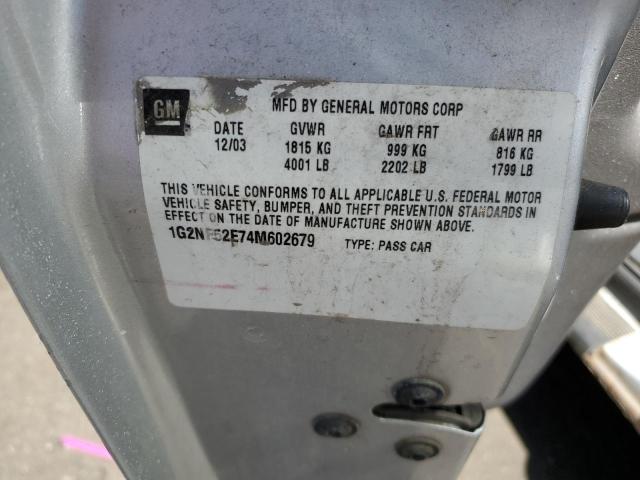 GM
MFD BY GENERAL MOTORS CORP
DATE GVWR GAWR FRT GAWR RR
12/03 1815 KG 999 KG 816 KG
4001 LB 2202 LB 1799 LB
THIS VEHICLE CONFORMS TO ALL APPLICABLE U.S. FEDERAL MOTOR
VEHICLE SAFETY, BUMPER, AND THEFT PREVENTION STANDARDS IN
EFFECT ON THE DATE OF MANUFACTURE SHOWN ABOVE.
1G2NF52E74M602679 TYPE: PASS CAR